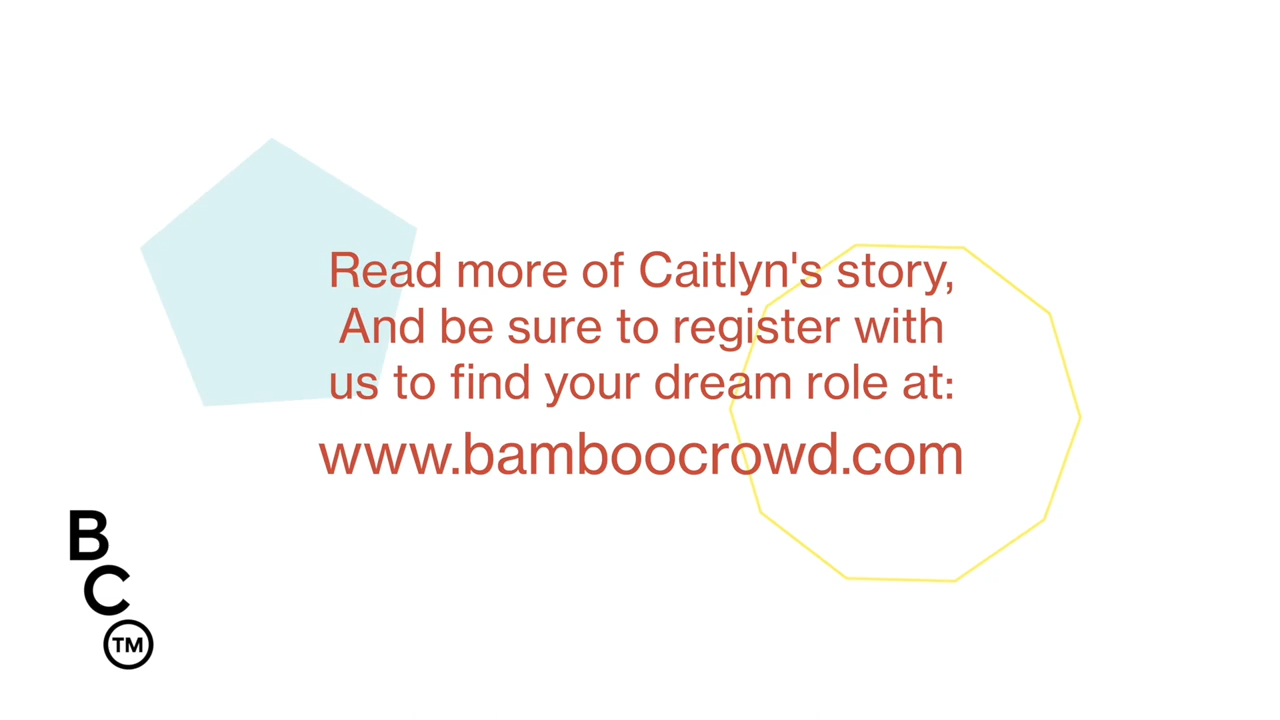 Read more of Caitlyn's story,
And be sure to register with
us to find your dream role at:
www.bamboocrowd.com
B
C
TM